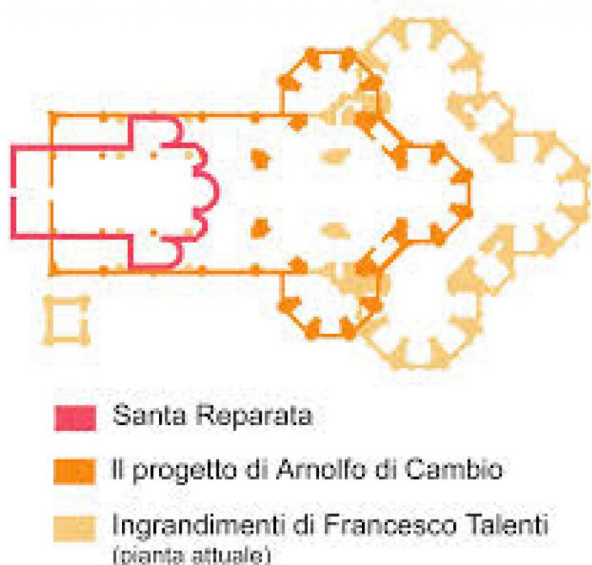 Santa Reparata
Il progetto di Arnolfo di Cambio
Ingrandimenti di Francesco Talenti
(pianta attuale)